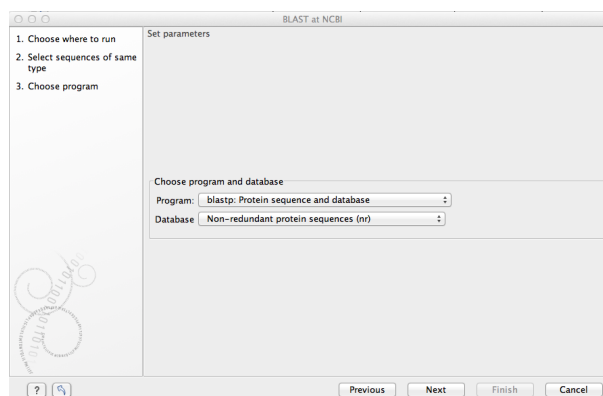 BLAST at NCBI
1. Choose where to run
2. Select sequences of same
type
3. Choose program
Set parameters
Choose program and database
Program: blastp: Protein sequence and database
Database Non-redundant protein sequences (nr)
? Previous Next Finish Cancel